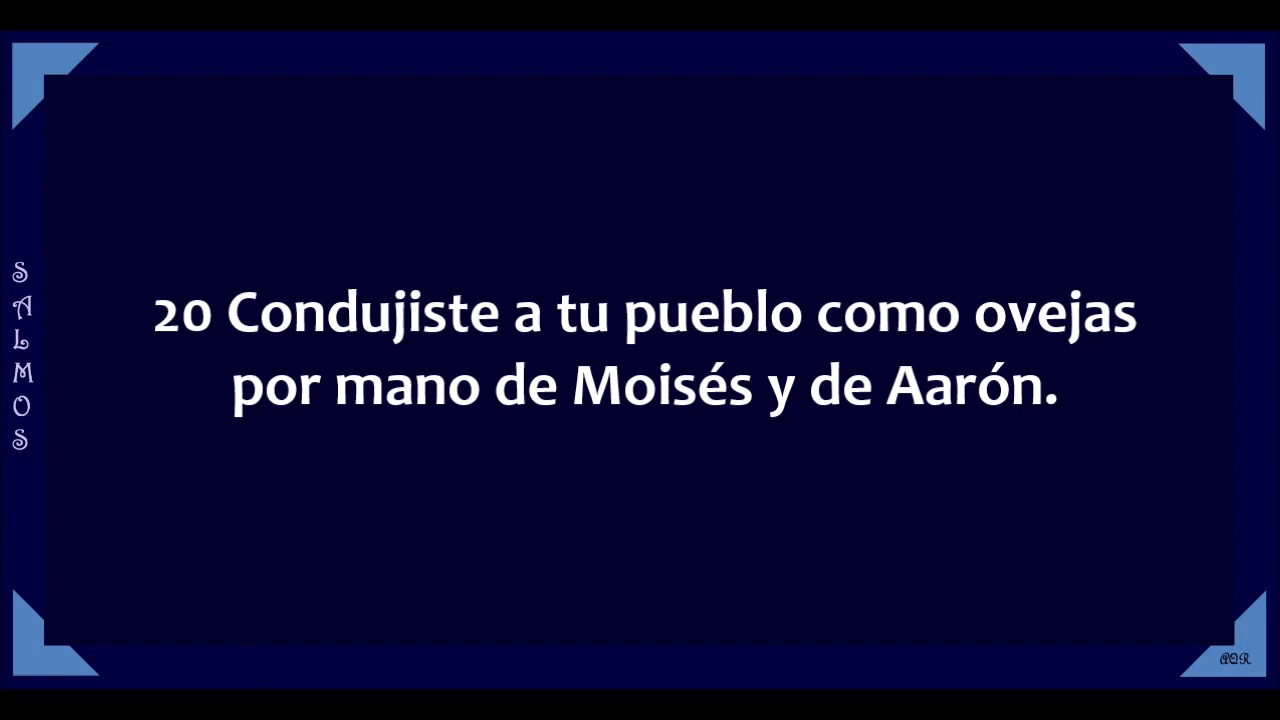 SALMOS
20 Condujiste a tu pueblo como ovejas
por mano de Moisés y de Aarón.